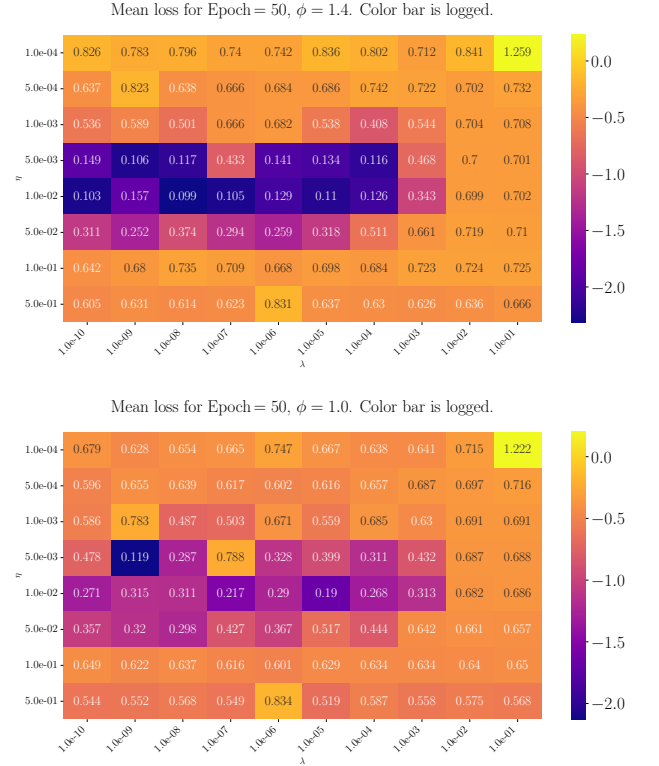 Mean loss for Epoch = 50, ϕ = 1.4. Color bar is logged.
1.0e-04 0.826 0.783 0.796 0.74 0.742 0.836 0.802 0.712 0.841 1.259
5.0e-04 0.637 0.823 0.638 0.666 0.684 0.686 0.742 0.722 0.702 0.732
1.0e-03 0.536 0.589 0.501 0.666 0.682 0.538 0.408 0.544 0.704 0.708
5.0e-03 0.149 0.106 0.117 0.433 0.141 0.134 0.116 0.468 0.7 0.701
η
1.0e-02 0.103 0.157 0.099 0.105 0.129 0.11 0.126 0.343 0.699 0.702
5.0e-02 0.311 0.252 0.374 0.294 0.259 0.318 0.511 0.661 0.719 0.71
1.0e-01 0.642 0.68 0.735 0.709 0.668 0.698 0.684 0.723 0.724 0.725
5.0e-01 0.605 0.631 0.614 0.623 0.831 0.637 0.63 0.626 0.636 0.666
1.0e-10 1.0e-09 1.0e-08 1.0e-07 1.0e-06 1.0e-05 1.0e-04 1.0e-03 1.0e-02 1.0e-01
λ
0.0
−0.5
−1.0
−1.5
−2.0
Mean loss for Epoch = 50, ϕ = 1.0. Color bar is logged.
1.0e-04 0.679 0.628 0.654 0.665 0.747 0.667 0.638 0.641 0.715 1.222
5.0e-04 0.596 0.655 0.639 0.617 0.602 0.616 0.657 0.687 0.697 0.716
1.0e-03 0.586 0.783 0.487 0.503 0.671 0.559 0.685 0.63 0.691 0.691
5.0e-03 0.478 0.119 0.287 0.788 0.328 0.399 0.311 0.432 0.687 0.688
η
1.0e-02 0.271 0.315 0.311 0.217 0.29 0.19 0.268 0.313 0.682 0.686
5.0e-02 0.357 0.32 0.298 0.427 0.367 0.517 0.444 0.642 0.661 0.657
1.0e-01 0.649 0.622 0.637 0.616 0.601 0.629 0.634 0.634 0.64 0.65
5.0e-01 0.544 0.552 0.568 0.549 0.834 0.519 0.587 0.558 0.575 0.568
1.0e-10 1.0e-09 1.0e-08 1.0e-07 1.0e-06 1.0e-05 1.0e-04 1.0e-03 1.0e-02 1.0e-01
λ
0.0
−0.5
−1.0
−1.5
−2.0